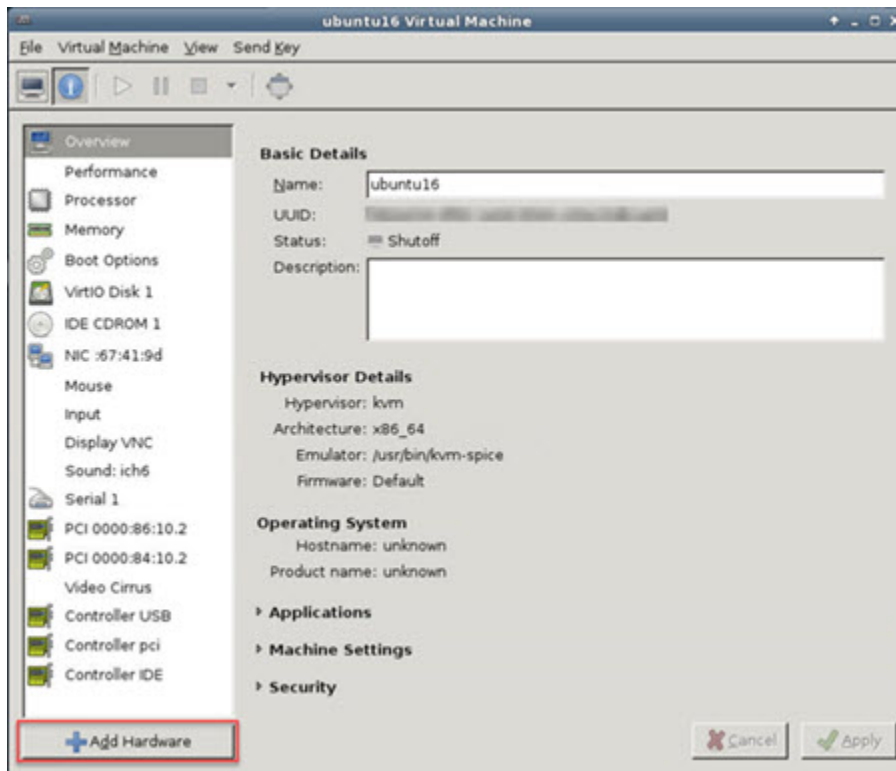 ubuntu16 Virtual Machine
File Virtual Machine View Send Key
Overview
Performance
Processor
Memory
Boot Options
VirtIO Disk 1
IDE CDROM 1
NIC :67:41:9d
Mouse
Input
Display VNC
Sound: ich6
Serial 1
PCI 0000:86:10.2
PCI 0000:84:10.2
Video Cirrus
Controller USB
Controller pci
Controller IDE
Add Hardware
Basic Details
Name: ubuntu16
UUID:
Status: Shutoff
Description:
Hypervisor Details
Hypervisor: kvm
Architecture: x86_64
Emulator: /usr/bin/kvm-spice
Firmware: Default
Operating System
Hostname: unknown
Product name: unknown
Applications
Machine Settings
Security
Cancel Apply